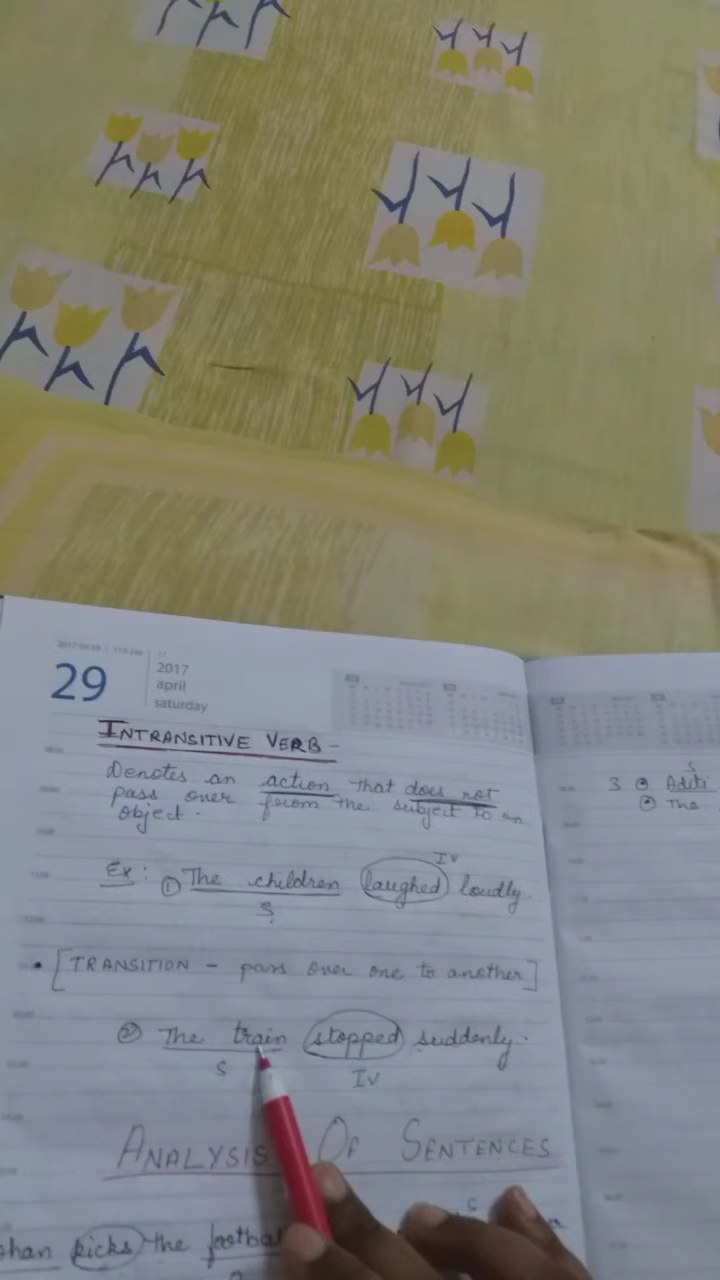 29
2017
april
saturday
INTRANSITIVE VERB -
Denotes an action that does not
pass over from the subject to an
object.
IV
Ex: ① The children laughed loudly.
S
• [TRANSITION - pass over one to another]
② The train stopped suddenly.
S IV
ANALYSIS OF SENTENCES
S
kicks the
S
3 Aditi
The